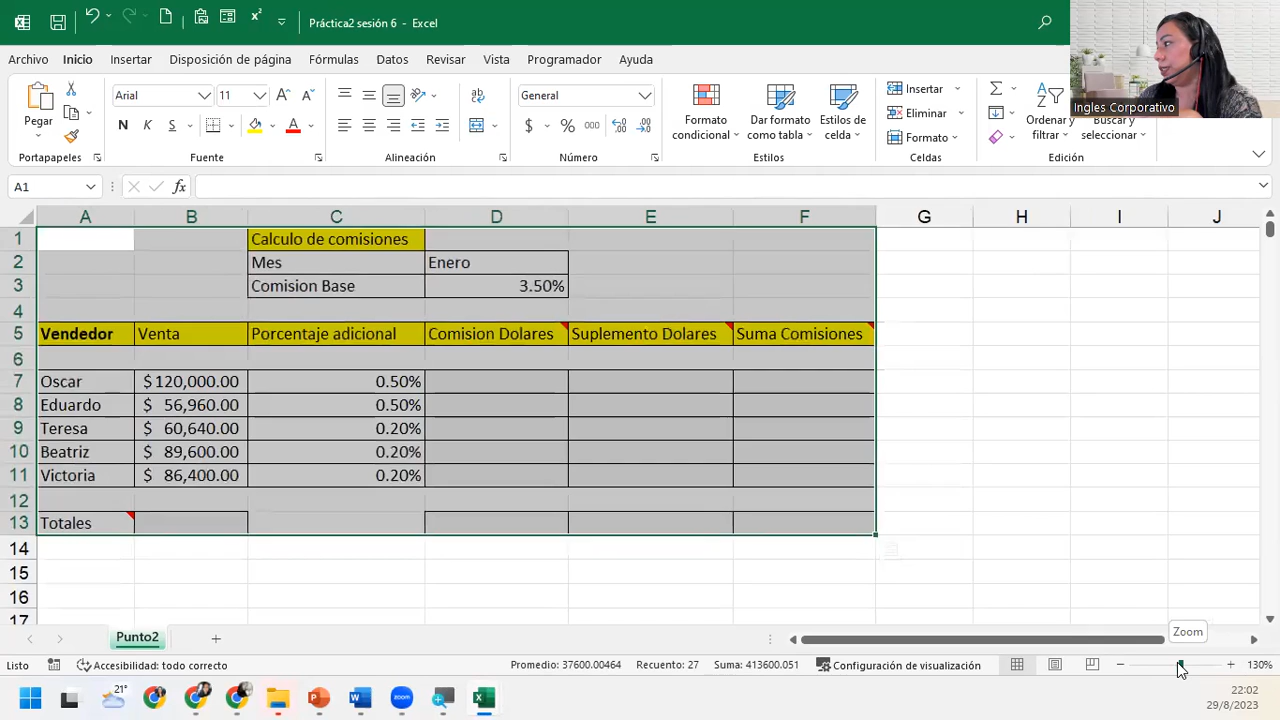 Práctica2 sesión 6 - Excel
Archivo Inicio Insertar Disposición de página Fórmulas Datos Revisar Vista Programador Ayuda
Ingles Corporativo
Pegar
Arial 11
N K S A
General
$ % 000
Formato condicional
Dar formato como tabla
Estilos de celda
Insertar
Eliminar
Formato
Ordenar y filtrar
Buscar y seleccionar
Portapapeles Fuente Alineación Número Estilos Celdas Edición
A1 fx
A B C D E F G H I J
1 Calculo de comisiones
2 Mes Enero
3 Comision Base 3.50%
4
5 Vendedor Venta Porcentaje adicional Comision Dolares Suplemento Dolares Suma Comisiones
6
7 Oscar $120,000.00 0.50%
8 Eduardo $ 56,960.00 0.50%
9 Teresa $ 60,640.00 0.20%
10 Beatriz $ 89,600.00 0.20%
11 Victoria $ 86,400.00 0.20%
12
13 Totales
14
15
16
17
Punto2
Zoom
Listo Accesibilidad: todo correcto Promedio: 37600.00464 Recuento: 27 Suma: 413600.051 Configuración de visualización 130%
21°
zoom
22:02
29/8/2023